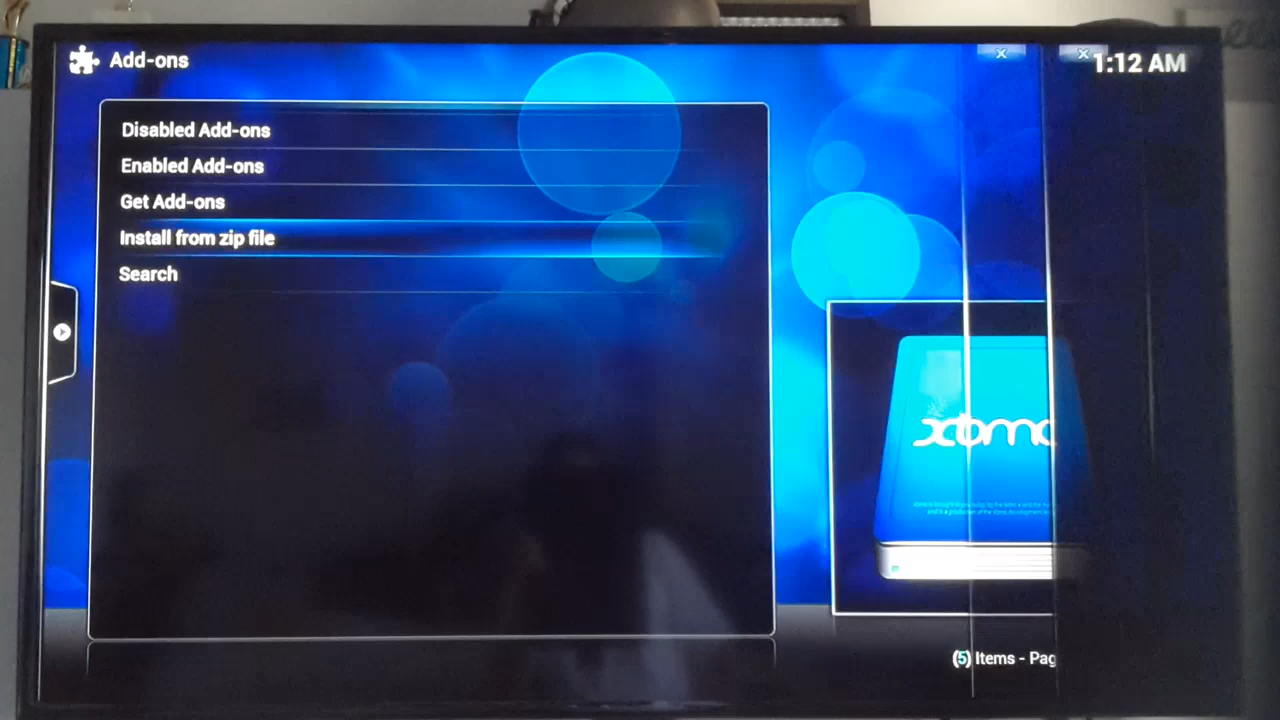 Add-ons
1:12 AM
Disabled Add-ons
Enabled Add-ons
Get Add-ons
Install from zip file
Search
xbmc
(5) Items - Pag